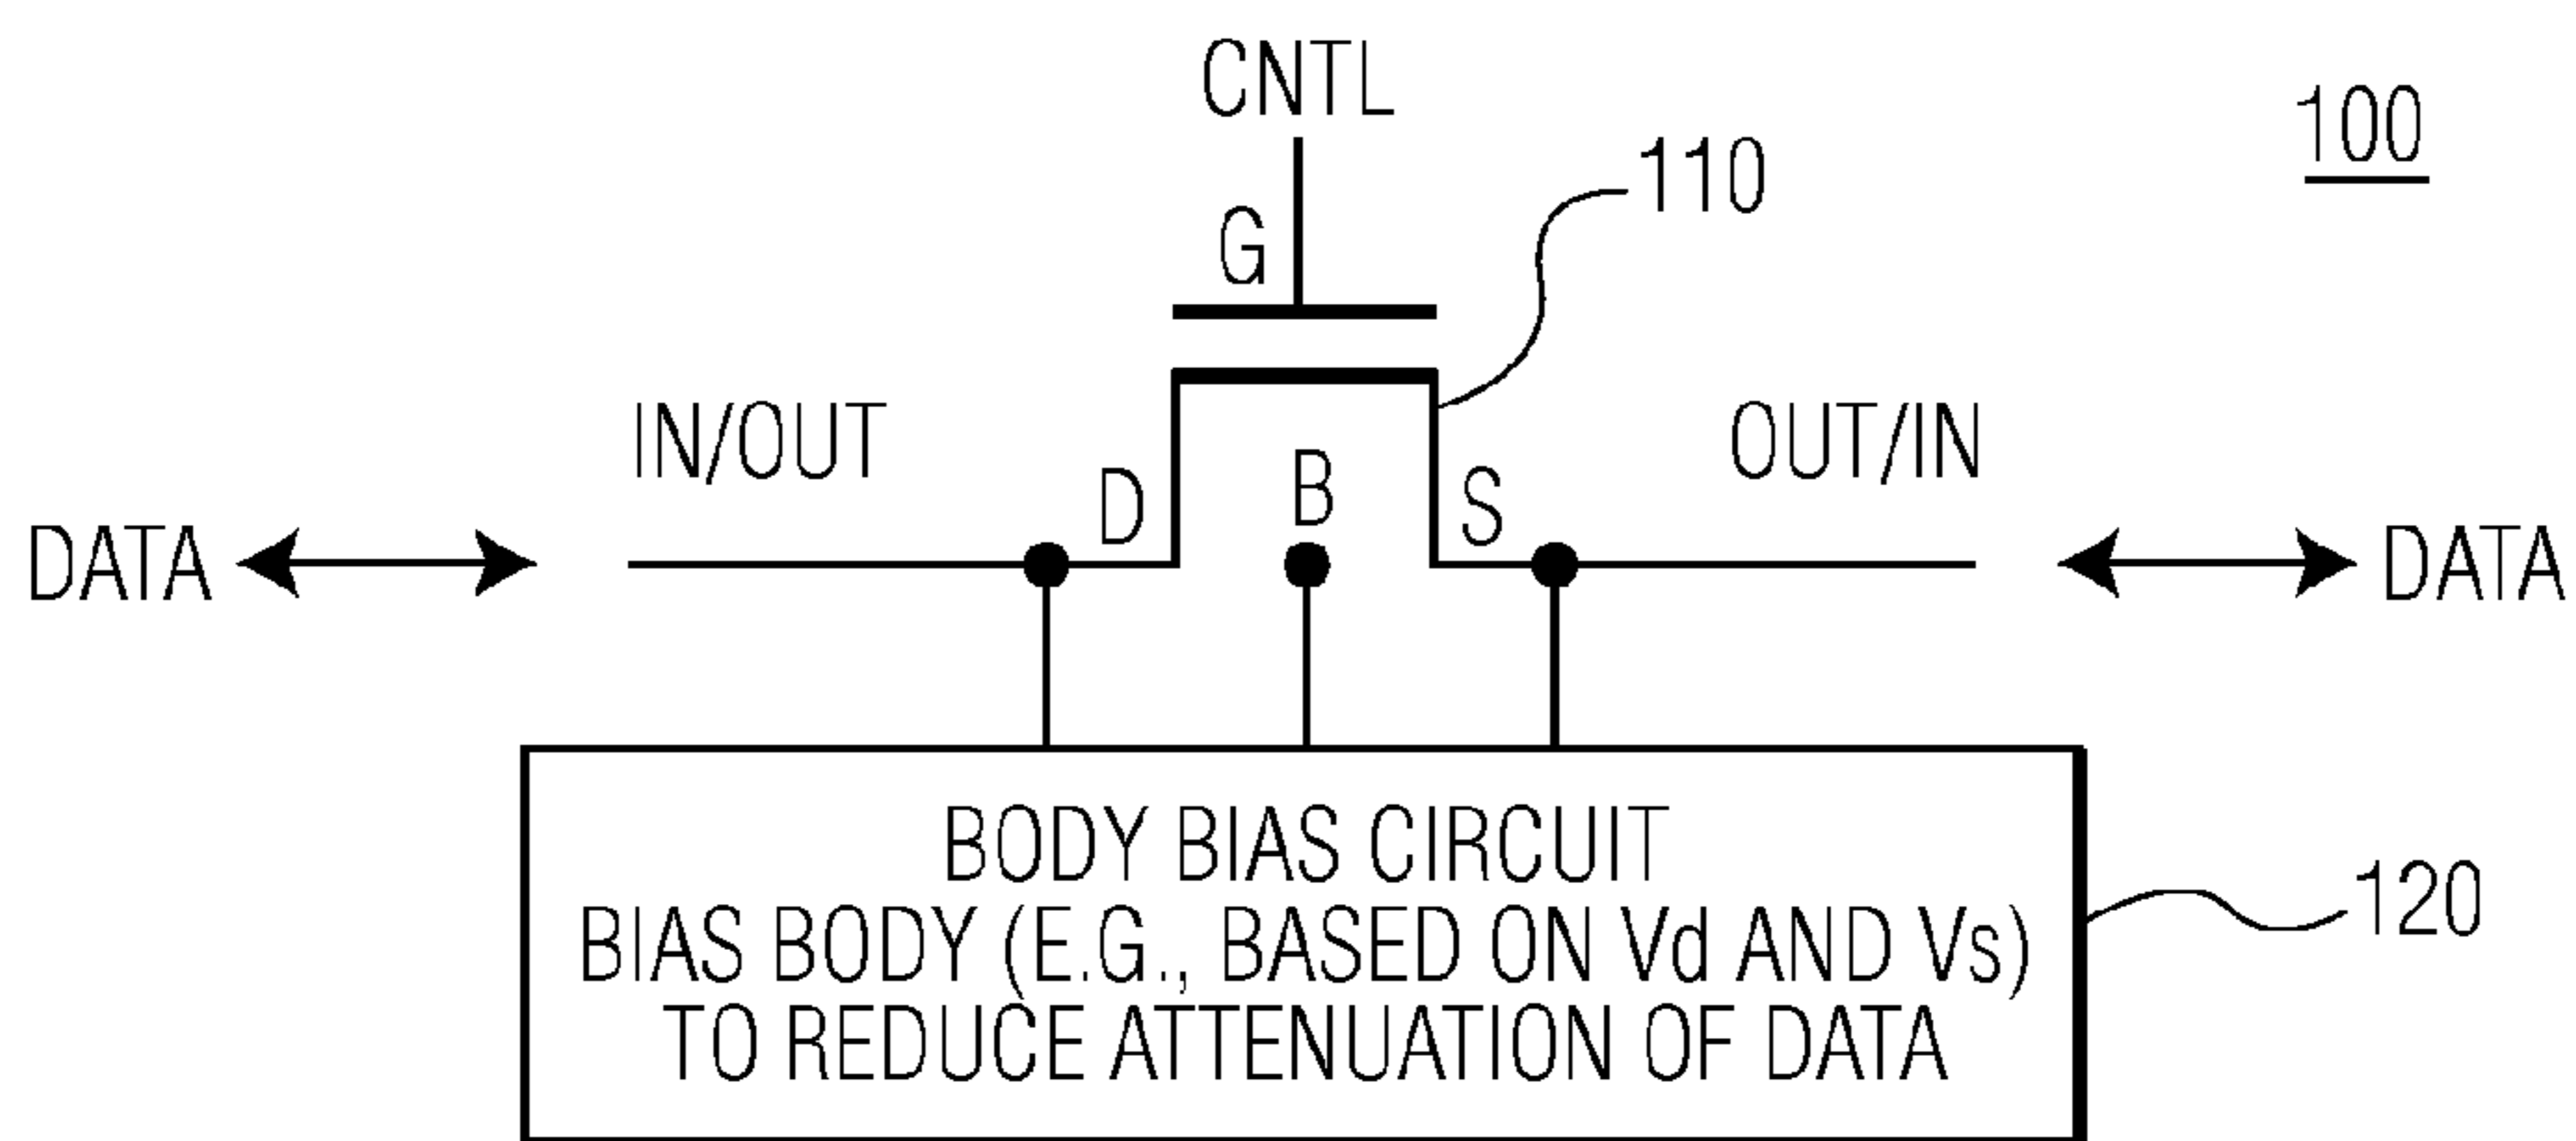 CNTL
100
110
G
IN/OUT
OUT/IN
D
B
S
DATA
DATA
BODY BIAS CIRCUIT
BIAS BODY (E.G., BASED ON Vd AND Vs)
TO REDUCE ATTENUATION OF DATA
120